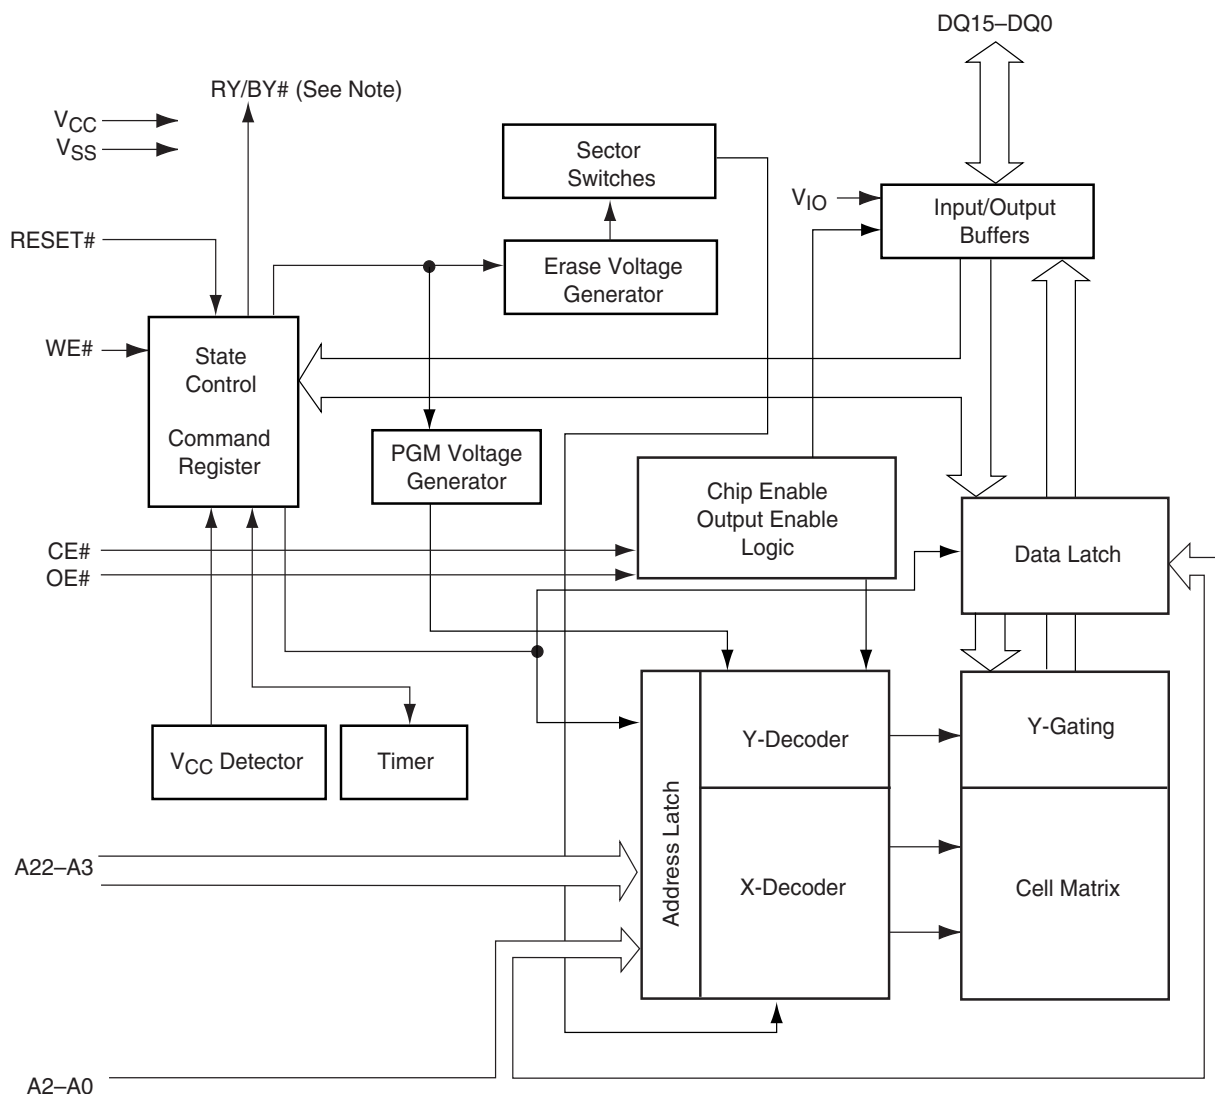 DQ15–DQ0
RY/BY# (See Note)
VCC
VSS
Sector
Switches
VIO
Input/Output
Buffers
RESET#
Erase Voltage
Generator
WE#
State
Control
Command
Register
PGM Voltage
Generator
Chip Enable
Output Enable
Logic
CE#
OE#
Data Latch
VCC Detector
Timer
Y-Decoder
Y-Gating
Address Latch
A22–A3
X-Decoder
Cell Matrix
A2–A0